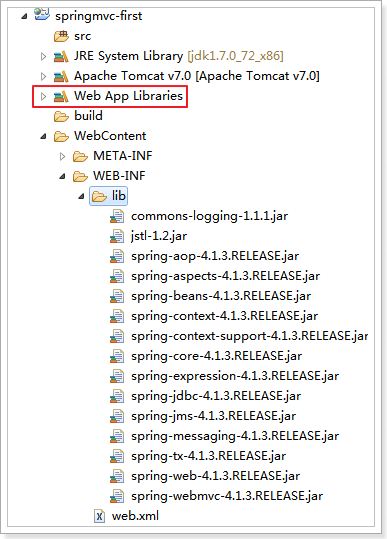 springmvc-first
src
JRE System Library [jdk1.7.0_72_x86]
Apache Tomcat v7.0 [Apache Tomcat v7.0]
Web App Libraries
build
WebContent
META-INF
WEB-INF
lib
commons-logging-1.1.1.jar
jstl-1.2.jar
spring-aop-4.1.3.RELEASE.jar
spring-aspects-4.1.3.RELEASE.jar
spring-beans-4.1.3.RELEASE.jar
spring-context-4.1.3.RELEASE.jar
spring-context-support-4.1.3.RELEASE.jar
spring-core-4.1.3.RELEASE.jar
spring-expression-4.1.3.RELEASE.jar
spring-jdbc-4.1.3.RELEASE.jar
spring-jms-4.1.3.RELEASE.jar
spring-messaging-4.1.3.RELEASE.jar
spring-tx-4.1.3.RELEASE.jar
spring-web-4.1.3.RELEASE.jar
spring-webmvc-4.1.3.RELEASE.jar
web.xml